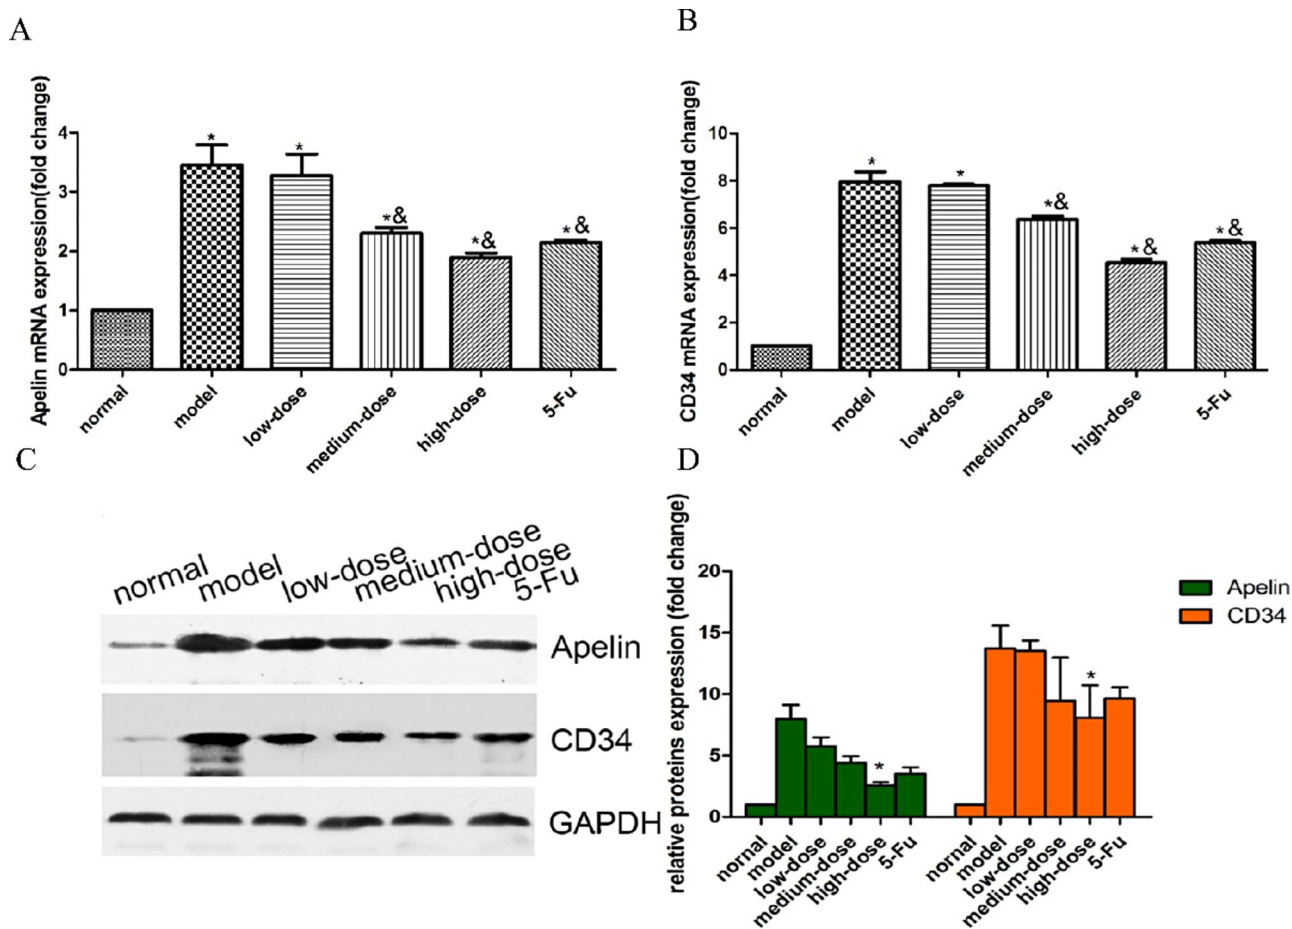 A
B
Apelin mRNA expression(fold change)
4
3
2
1
0
*
*
*&
*&
*&
normal
model
low-dose
medium-dose
high-dose
5-Fu
CD34 mRNA expression(fold change)
10
8
6
4
2
0
*
*
*&
*&
*&
normal
model
low-dose
medium-dose
high-dose
5-Fu
C
D
normal
model
low-dose
medium-dose
high-dose
5-Fu
Apelin
CD34
GAPDH
relative proteins expression (fold change)
20
15
10
5
0
*
*
normal
model
low-dose
medium-dose
high-dose
5-Fu
normal
model
low-dose
medium-dose
high-dose
5-Fu
Apelin
CD34